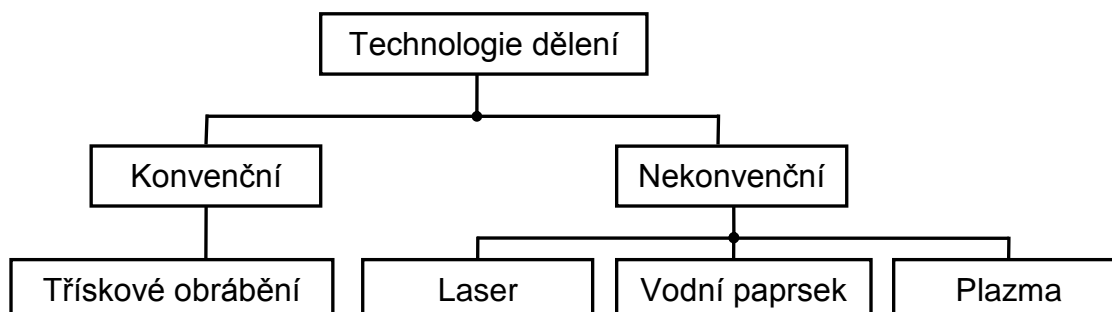 Technologie dělení
Konvenční
Nekonvenční
Třískové obrábění
Laser
Vodní paprsek
Plazma